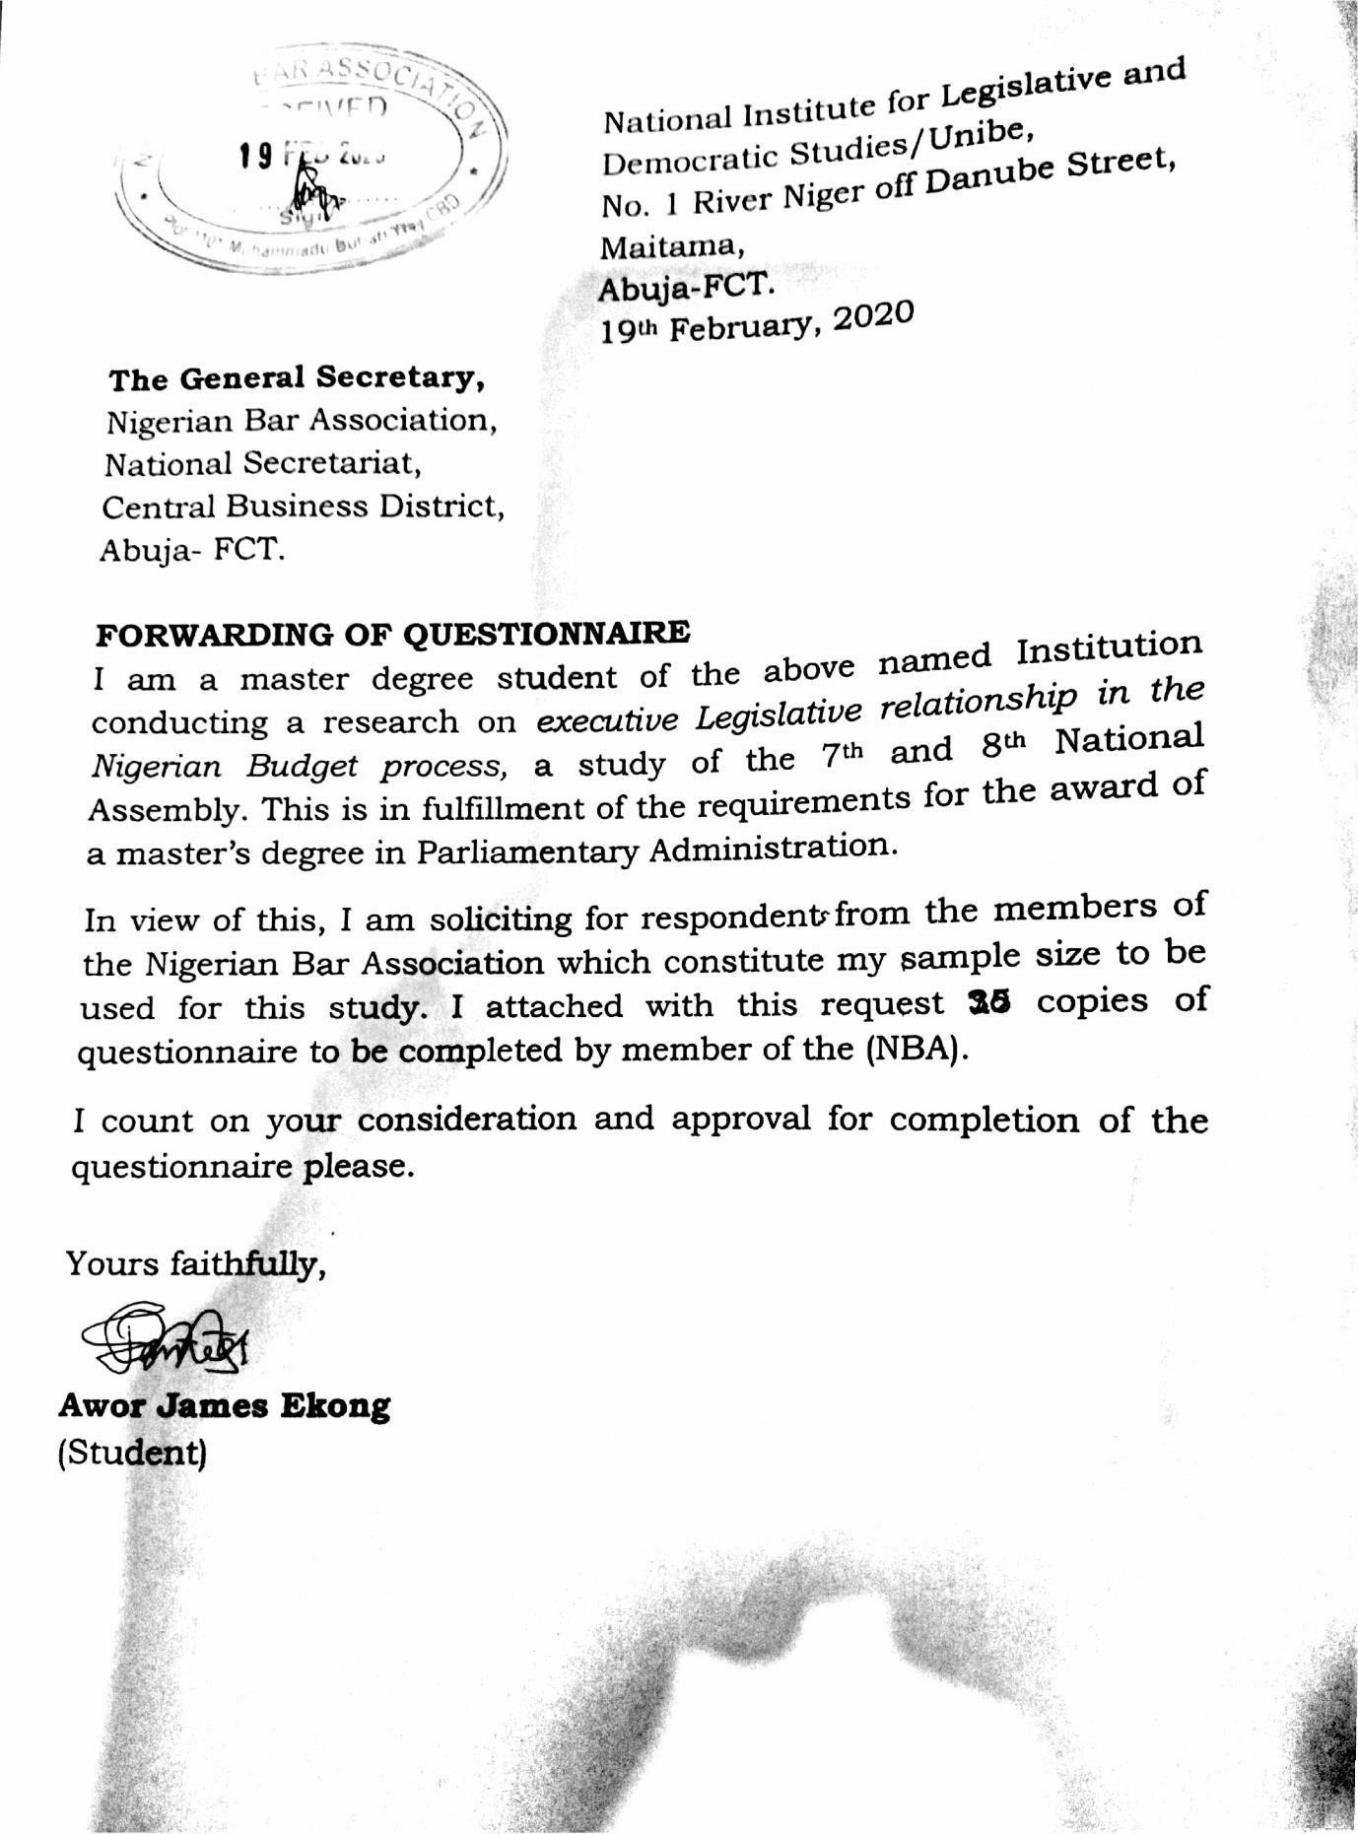 BAR ASSOCIATION
19 FEB
CBD
National Institute for Legislative and
Democratic Studies/Unibe,
No. 1 River Niger off Danube Street,
Maitama,
Abuja-FCT.
19th February, 2020
The General Secretary,
Nigerian Bar Association,
National Secretariat,
Central Business District,
Abuja- FCT.
FORWARDING OF QUESTIONNAIRE
I am a master degree student of the above named Institution
conducting a research on executive Legislative relationship in the
Nigerian Budget process, a study of the 7th and 8th National
Assembly. This is in fulfillment of the requirements for the award of
a master's degree in Parliamentary Administration.
In view of this, I am soliciting for respondents from the members of
the Nigerian Bar Association which constitute my sample size to be
used for this study. I attached with this request copies of
questionnaire to be completed by member of the (NBA).
I count on your consideration and approval for completion of the
questionnaire please.
Yours faithfully,
Awor James Ekong
(Student)